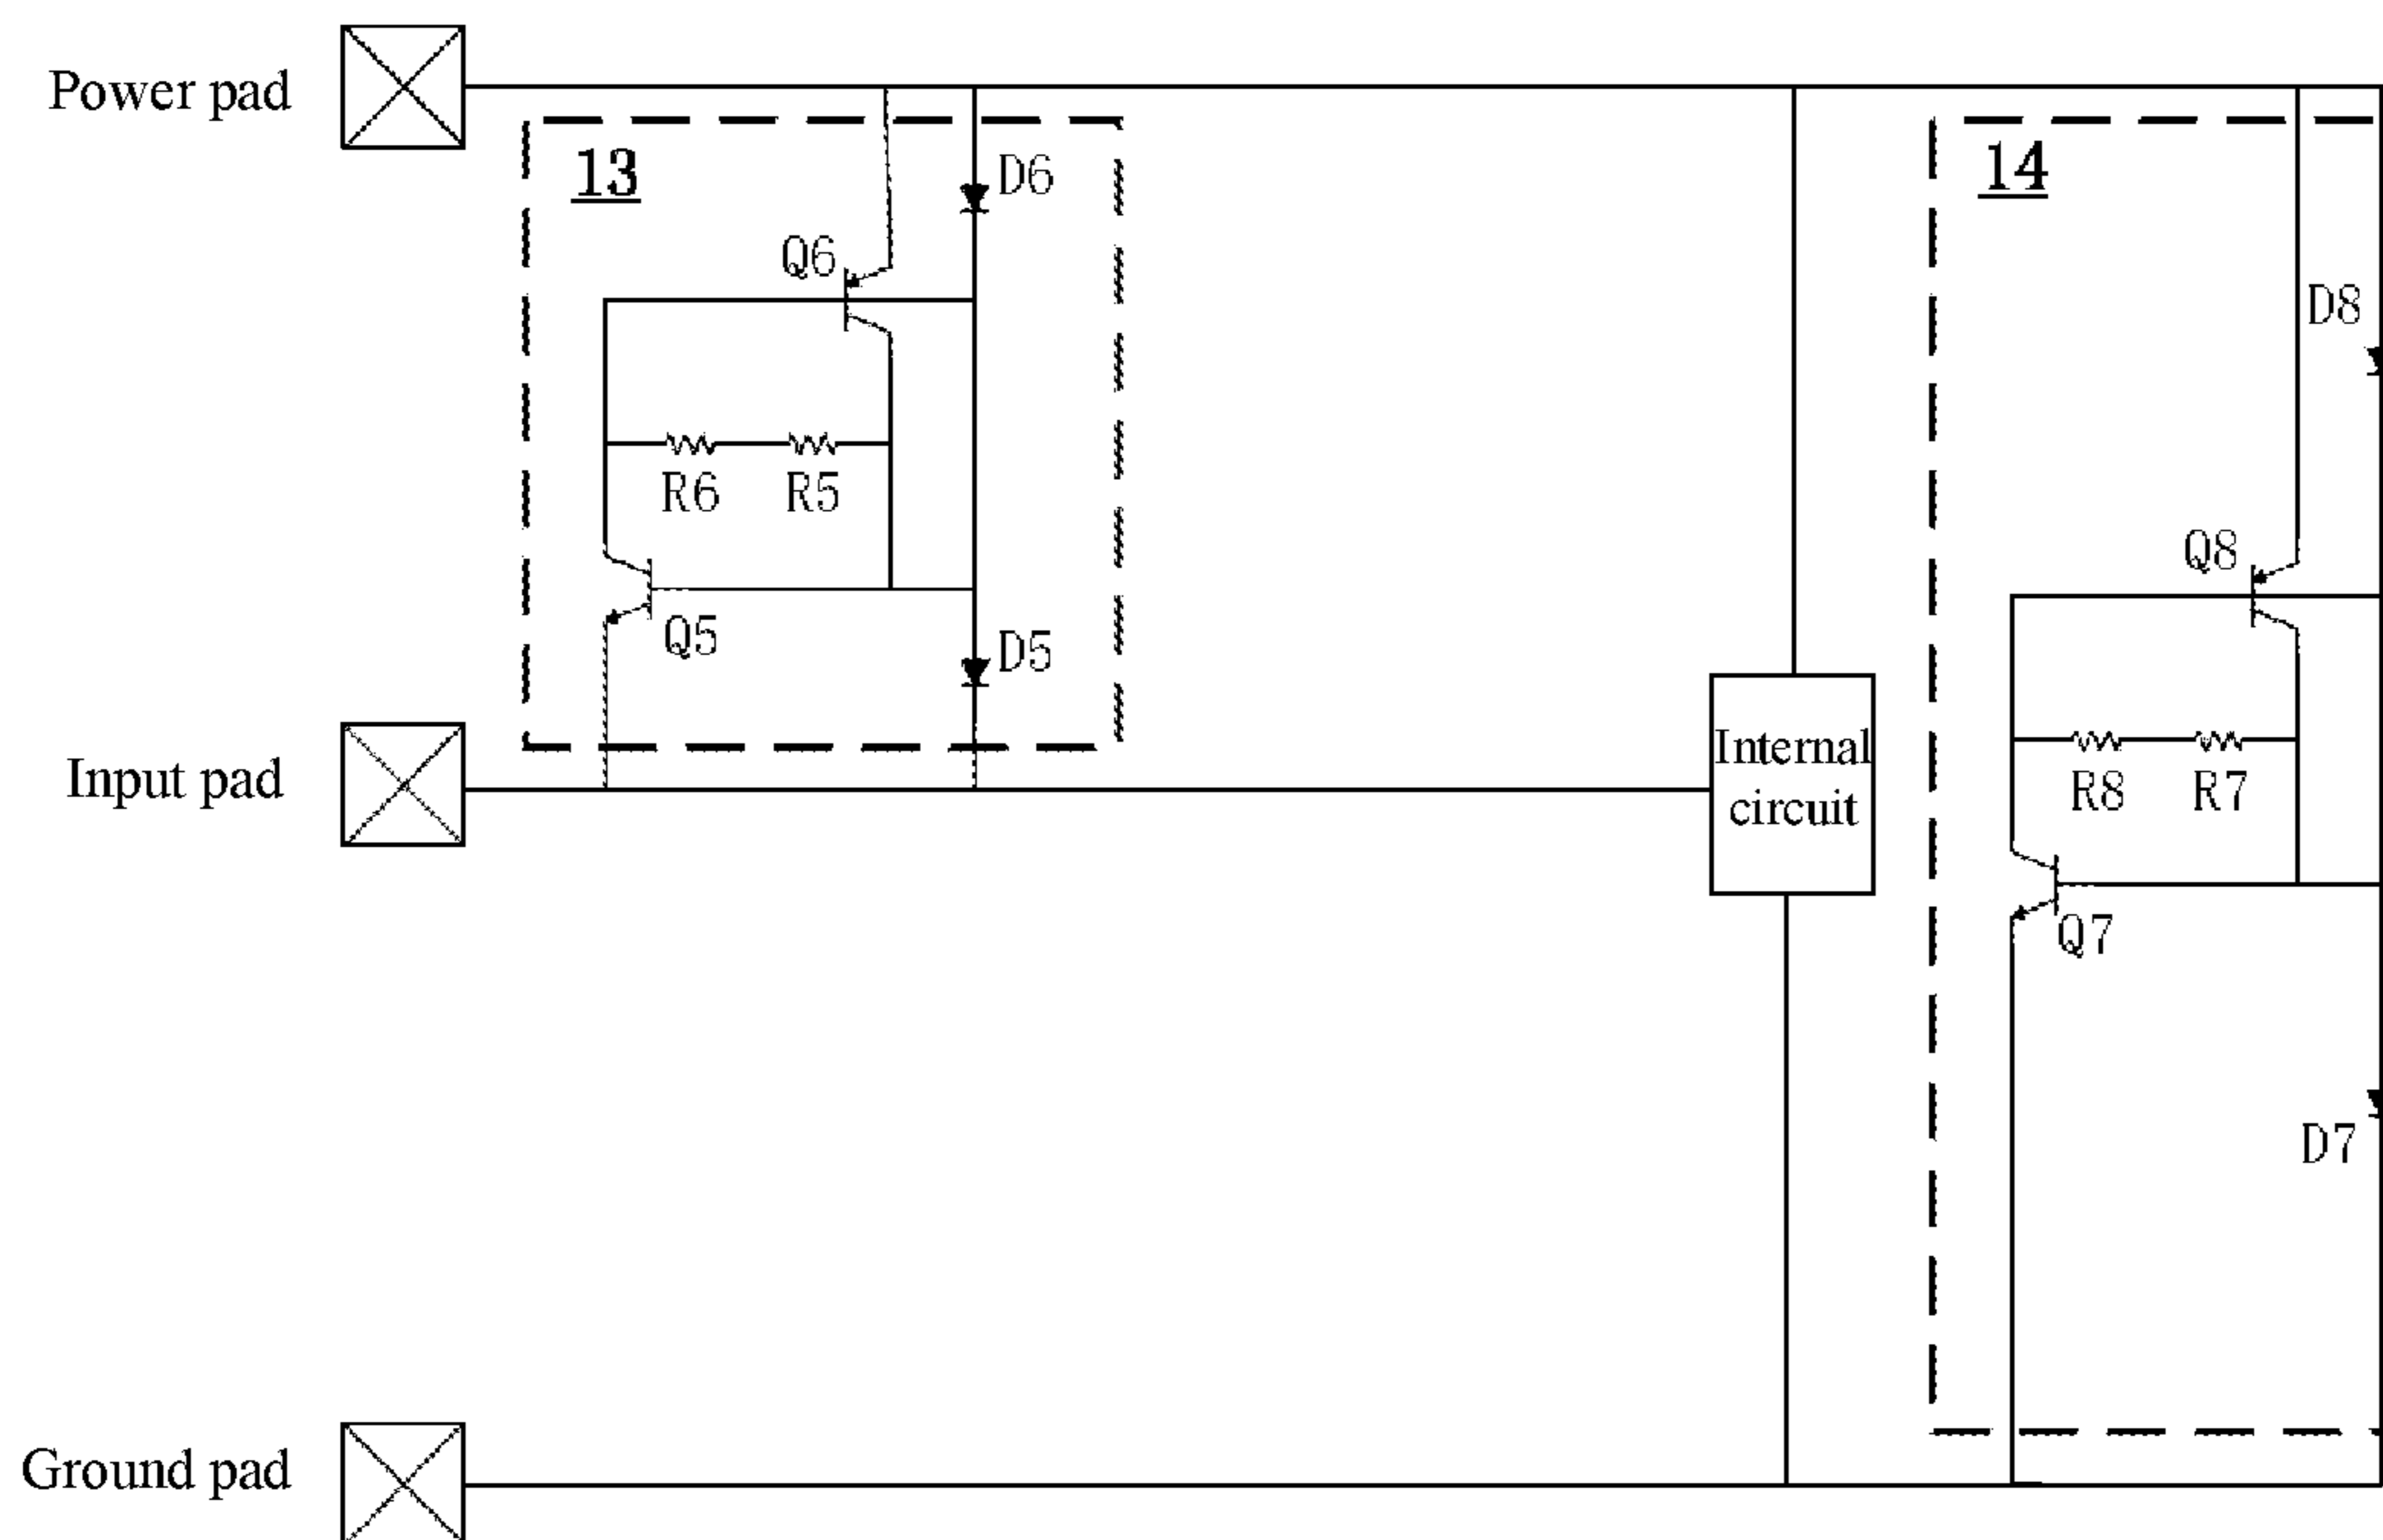 Power pad
13
D6
14
Q6
D8
R6
R5
Q8
Q5
D5
Input pad
Internal
circuit
R8
R7
Q7
D7
Ground pad